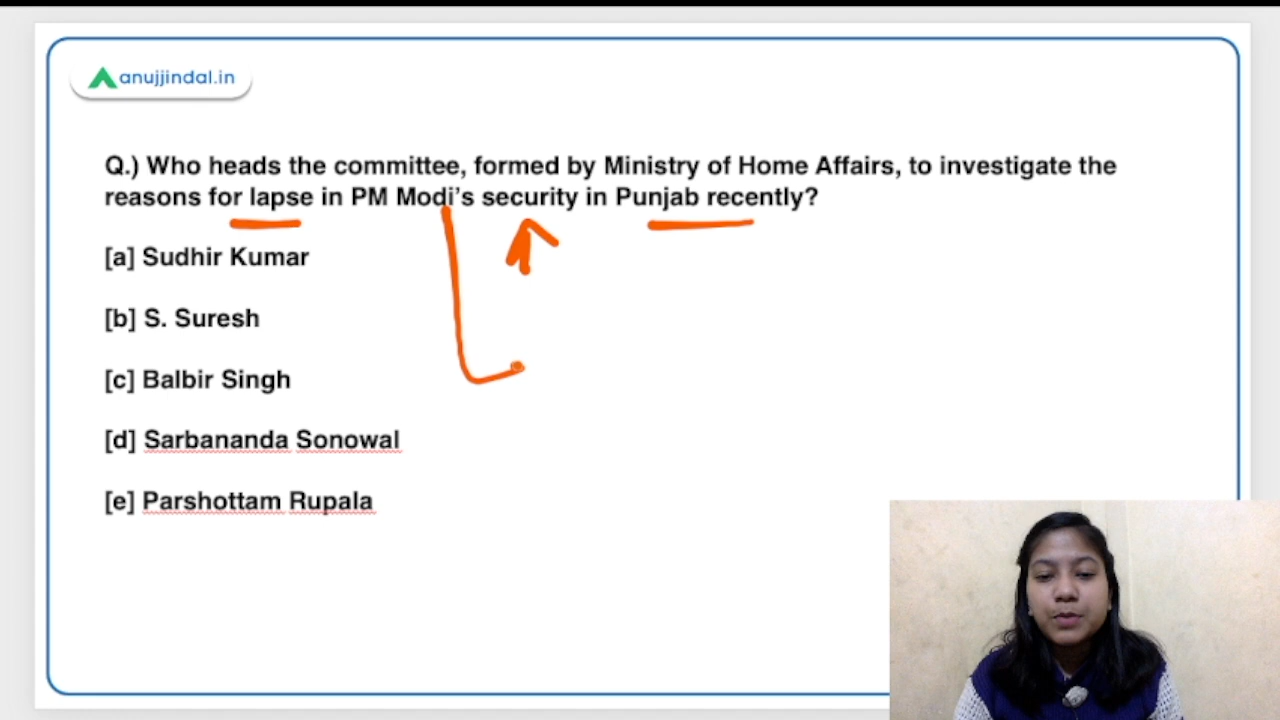 anujjindal.in
Q.) Who heads the committee, formed by Ministry of Home Affairs, to investigate the
reasons for lapse in PM Modi's security in Punjab recently?
[a] Sudhir Kumar
[b] S. Suresh
[c] Balbir Singh
[d] Sarbananda Sonowal
[e] Parshottam Rupala